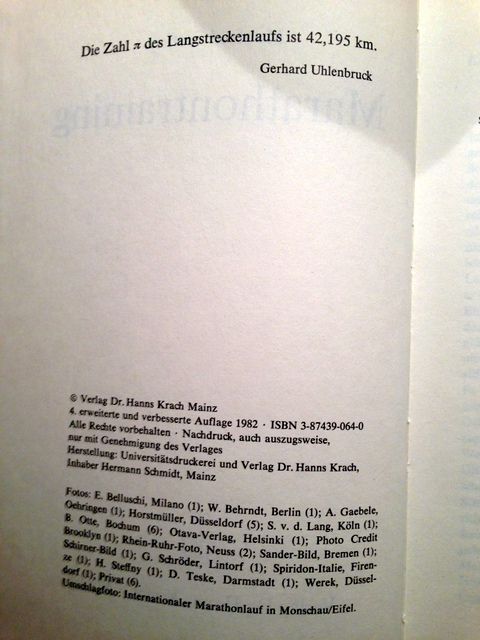 Die Zahl π des Langstreckenlaufs ist 42,195 km.
Gerhard Uhlenbruck
Marathontraining
© Verlag Dr. Hanns Krach Mainz
4. erweiterte und verbesserte Auflage 1982 · ISBN 3-87439-064-0
Alle Rechte vorbehalten · Nachdruck, auch auszugsweise,
nur mit Genehmigung des Verlages
Herstellung: Universitätsdruckerei und Verlag Dr. Hanns Krach,
Inhaber Hermann Schmidt, Mainz
Fotos: E. Belluschi, Milano (1); W. Behrndt, Berlin (1); A. Gaebele,
Oehringen (1); Horstmüller, Düsseldorf (5); S. v. d. Lang, Köln (1);
B. Otte, Bochum (6); Otava-Verlag, Helsinki (1); Photo Credit
Brooklyn (1); Rhein-Ruhr-Foto, Neuss (2); Sander-Bild, Bremen (1);
Schirner-Bild (1); G. Schröder, Lintorf (1); Spiridon-Italie, Firen-
ze (1); H. Steffny (1); D. Teske, Darmstadt (1); Werek, Düssel-
dorf (1); Privat (6).
Umschlagfoto: Internationaler Marathonlauf in Monschau/Eifel.